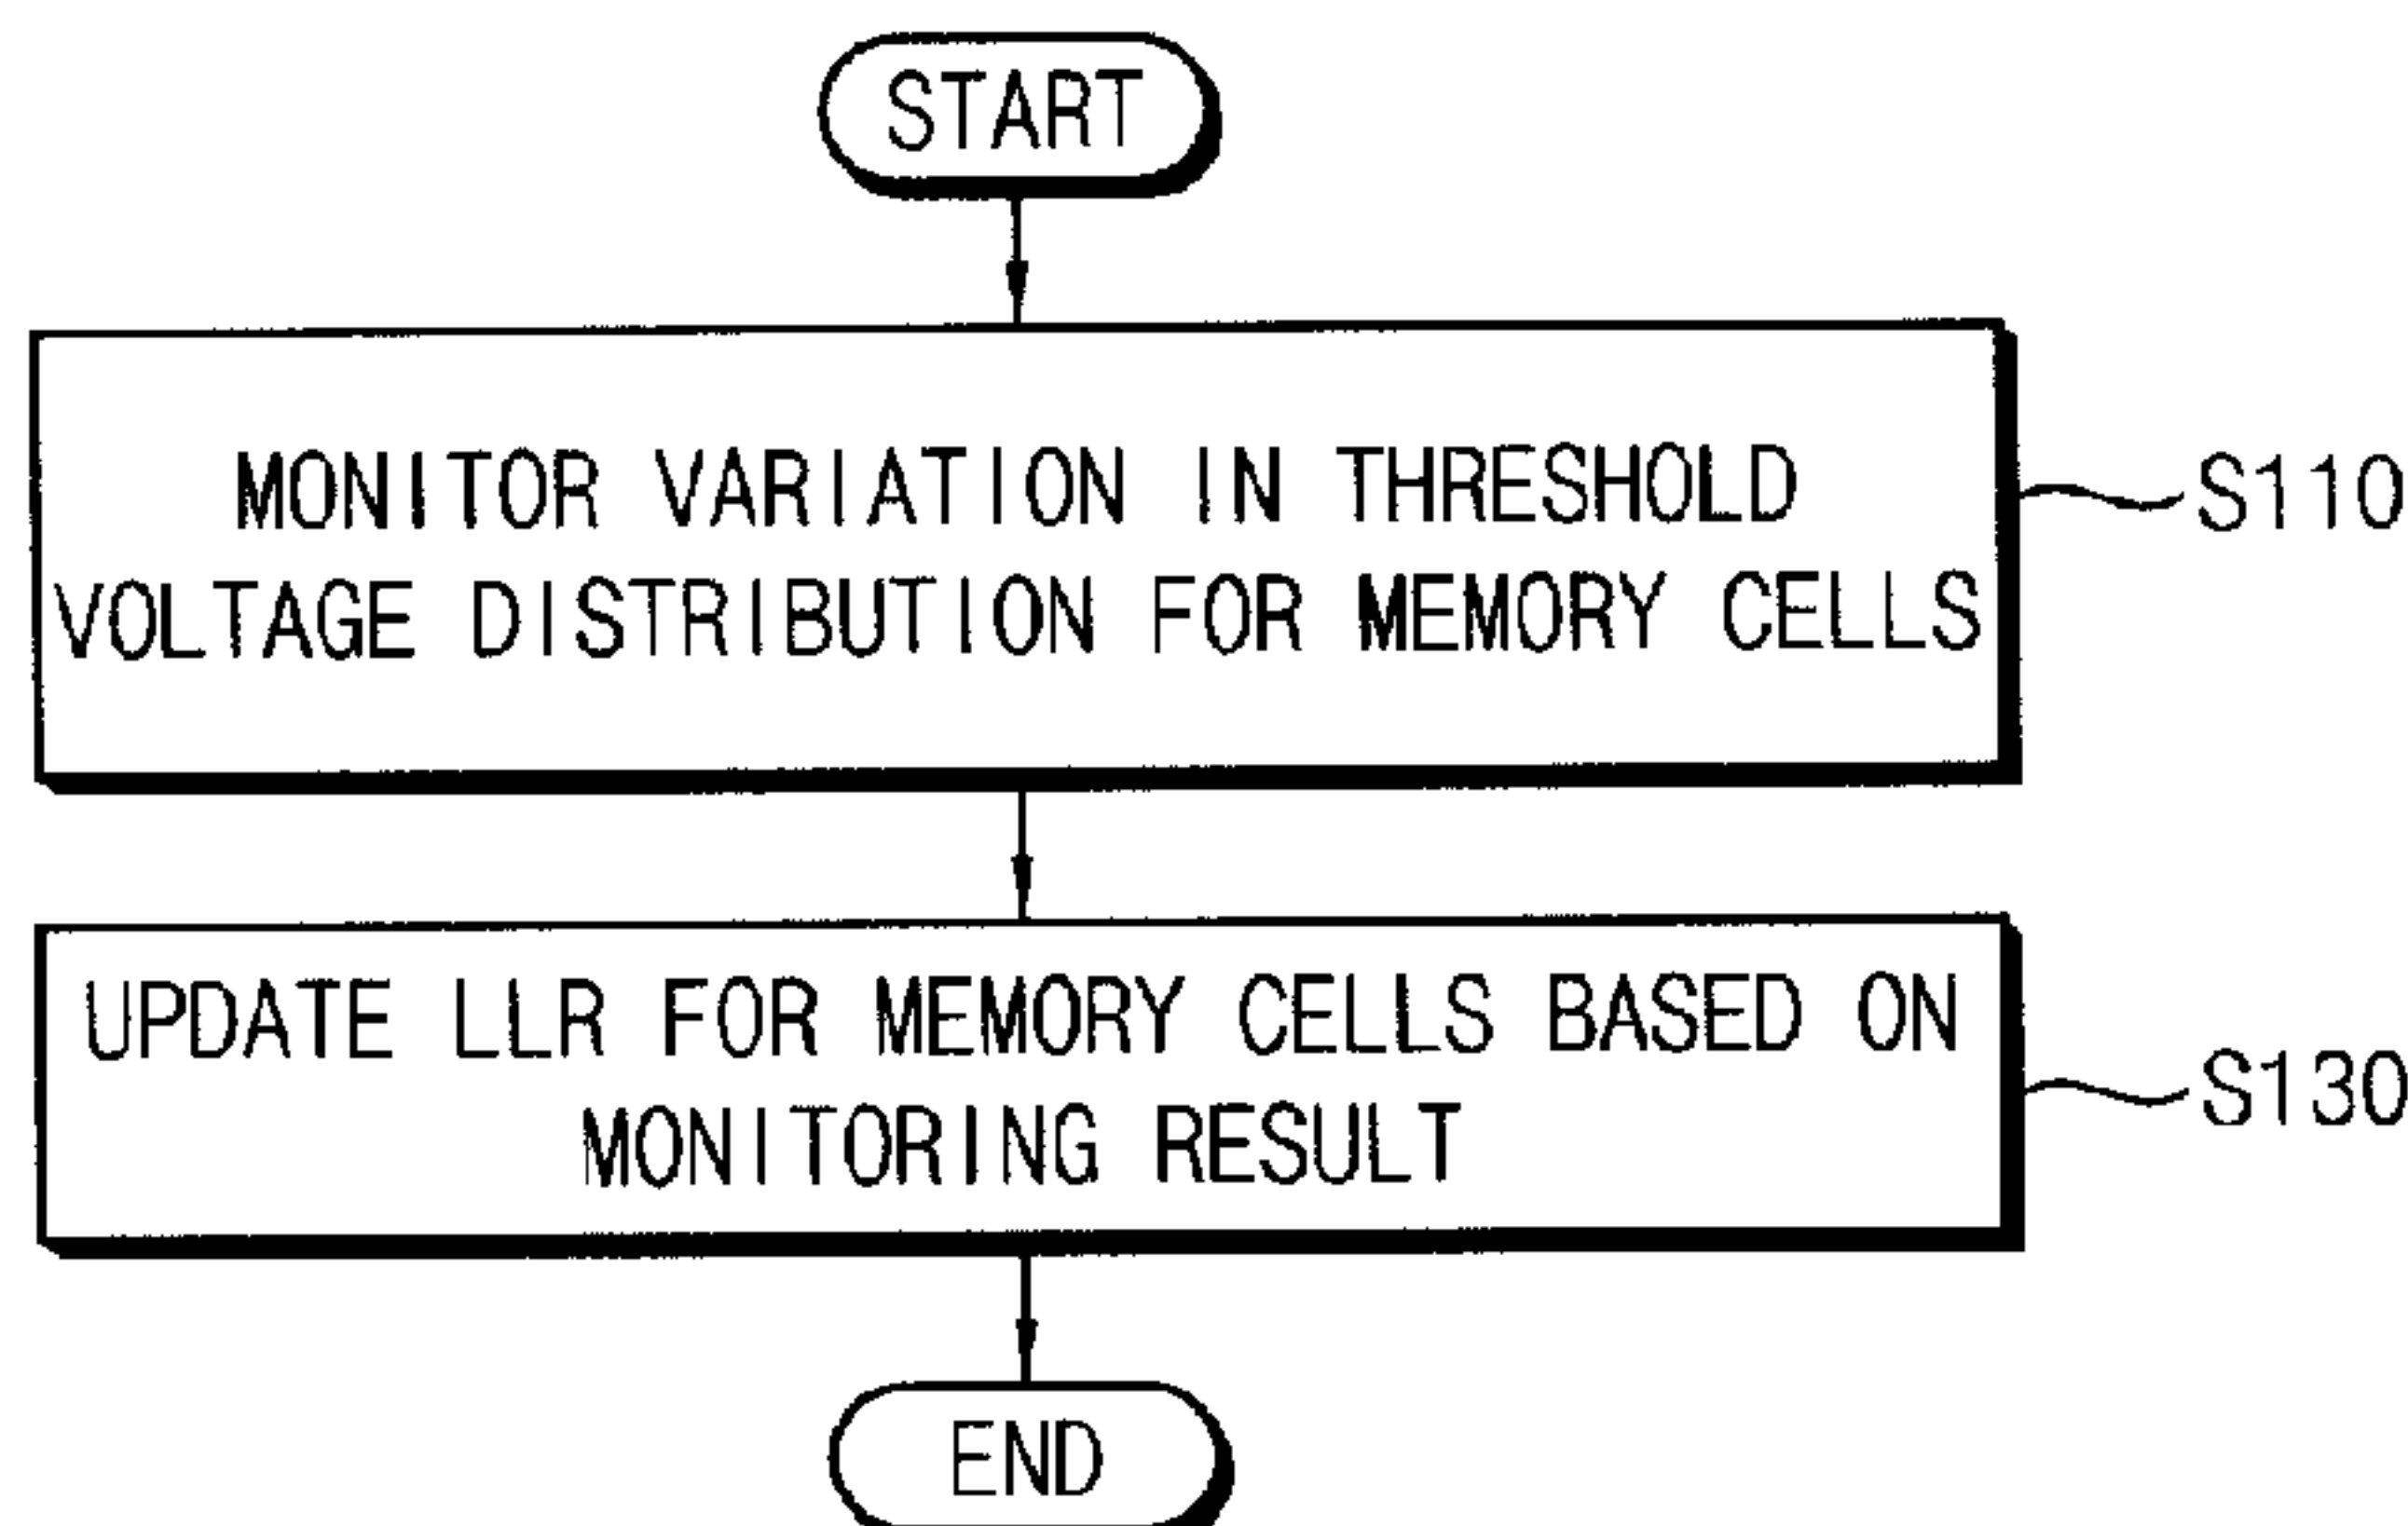 START
MONITOR VARIATION IN THRESHOLD
VOLTAGE DISTRIBUTION FOR MEMORY CELLS
S110
UPDATE LLR FOR MEMORY CELLS BASED ON
MONITORING RESULT
S130
END